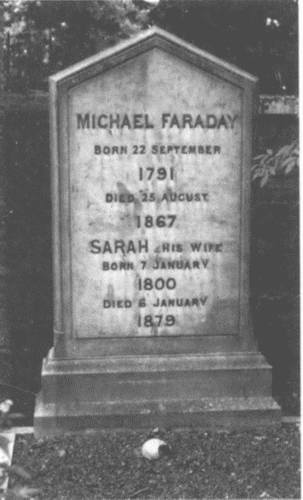 MICHAEL FARADAY
BORN 22 SEPTEMBER
1791
DIED 25 AUGUST
1867
SARAH HIS WIFE
BORN 7 JANUARY
1800
DIED 6 JANUARY
1879